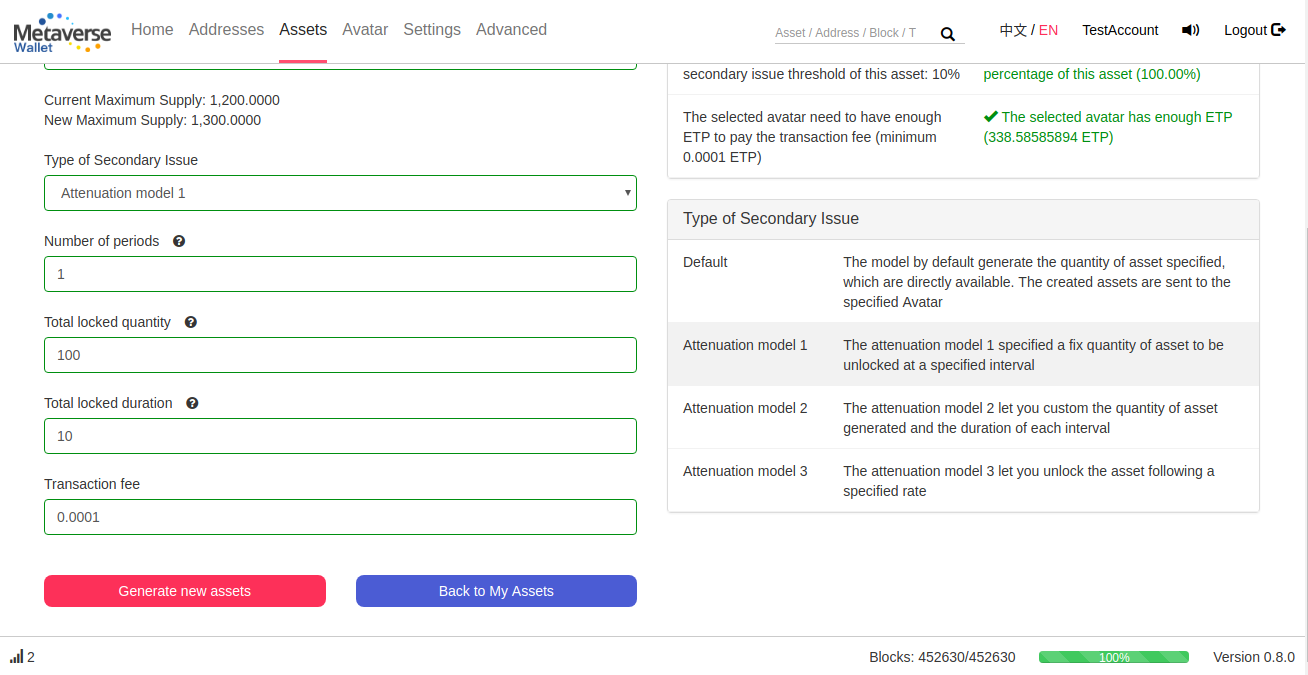 Metaverse
Wallet
Home Addresses Assets Avatar Settings Advanced
Asset / Address / Block / T
中文 / EN
TestAccount
Logout
Current Maximum Supply: 1,200.0000
New Maximum Supply: 1,300.0000
Type of Secondary Issue
Attenuation model 1
Number of periods
1
Total locked quantity
100
Total locked duration
10
Transaction fee
0.0001
Generate new assets
Back to My Assets
secondary issue threshold of this asset: 10%
percentage of this asset (100.00%)
The selected avatar need to have enough
ETP to pay the transaction fee (minimum
0.0001 ETP)
The selected avatar has enough ETP
(338.58585894 ETP)
Type of Secondary Issue
Default
The model by default generate the quantity of asset specified,
which are directly available. The created assets are sent to the
specified Avatar
Attenuation model 1
The attenuation model 1 specified a fix quantity of asset to be
unlocked at a specified interval
Attenuation model 2
The attenuation model 2 let you custom the quantity of asset
generated and the duration of each interval
Attenuation model 3
The attenuation model 3 let you unlock the asset following a
specified rate
2
Blocks: 452630/452630
100%
Version 0.8.0